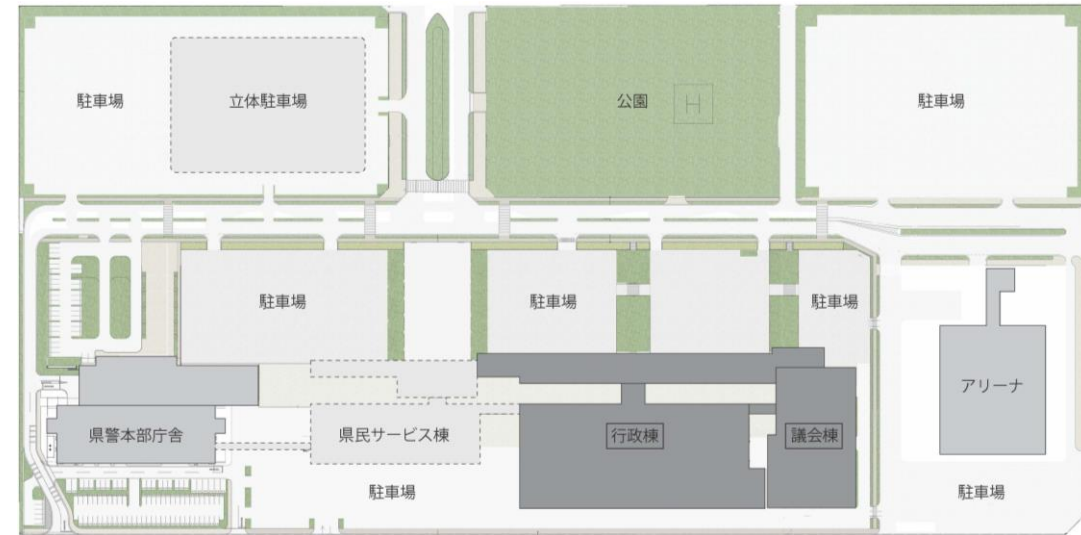 駐車場
立体駐車場
公園
H
駐車場
駐車場
駐車場
駐車場
アリーナ
県警本部庁舎
県民サービス棟
行政棟
議会棟
駐車場
駐車場